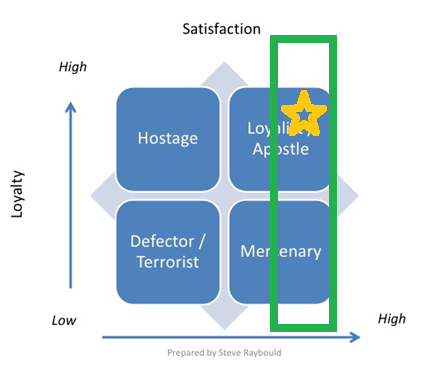 Satisfaction
High
Hostage
Apostle
Loyalty
Defector /
Terrorist
Mercenary
Low
High
Prepared by Steve Raybould